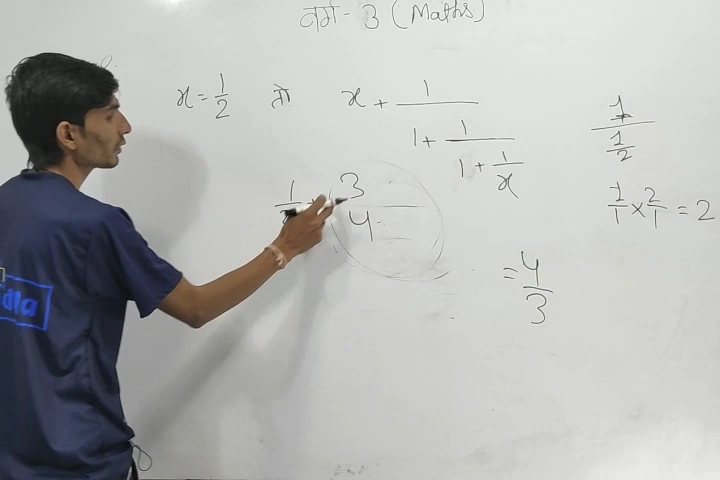 वर्ग - 3 (Maths)
x = 1/2 तो x + 1/(1 + 1/(1 + 1/x))
1/(1/2)
1/1 × 2/1 = 2
3/4
= 4/3